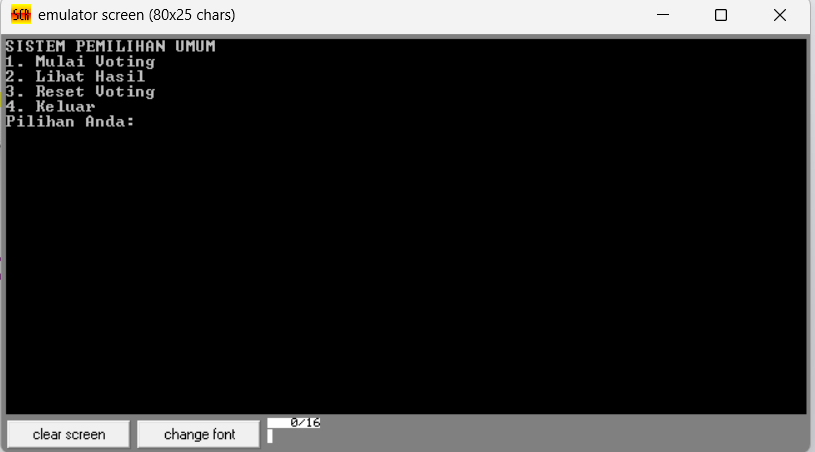 SCR emulator screen (80x25 chars)
SISTEM PEMILIHAN UMUM
1. Mulai Voting
2. Lihat Hasil
3. Reset Voting
4. Keluar
Pilihan Anda:
clear screen
change font
0/16